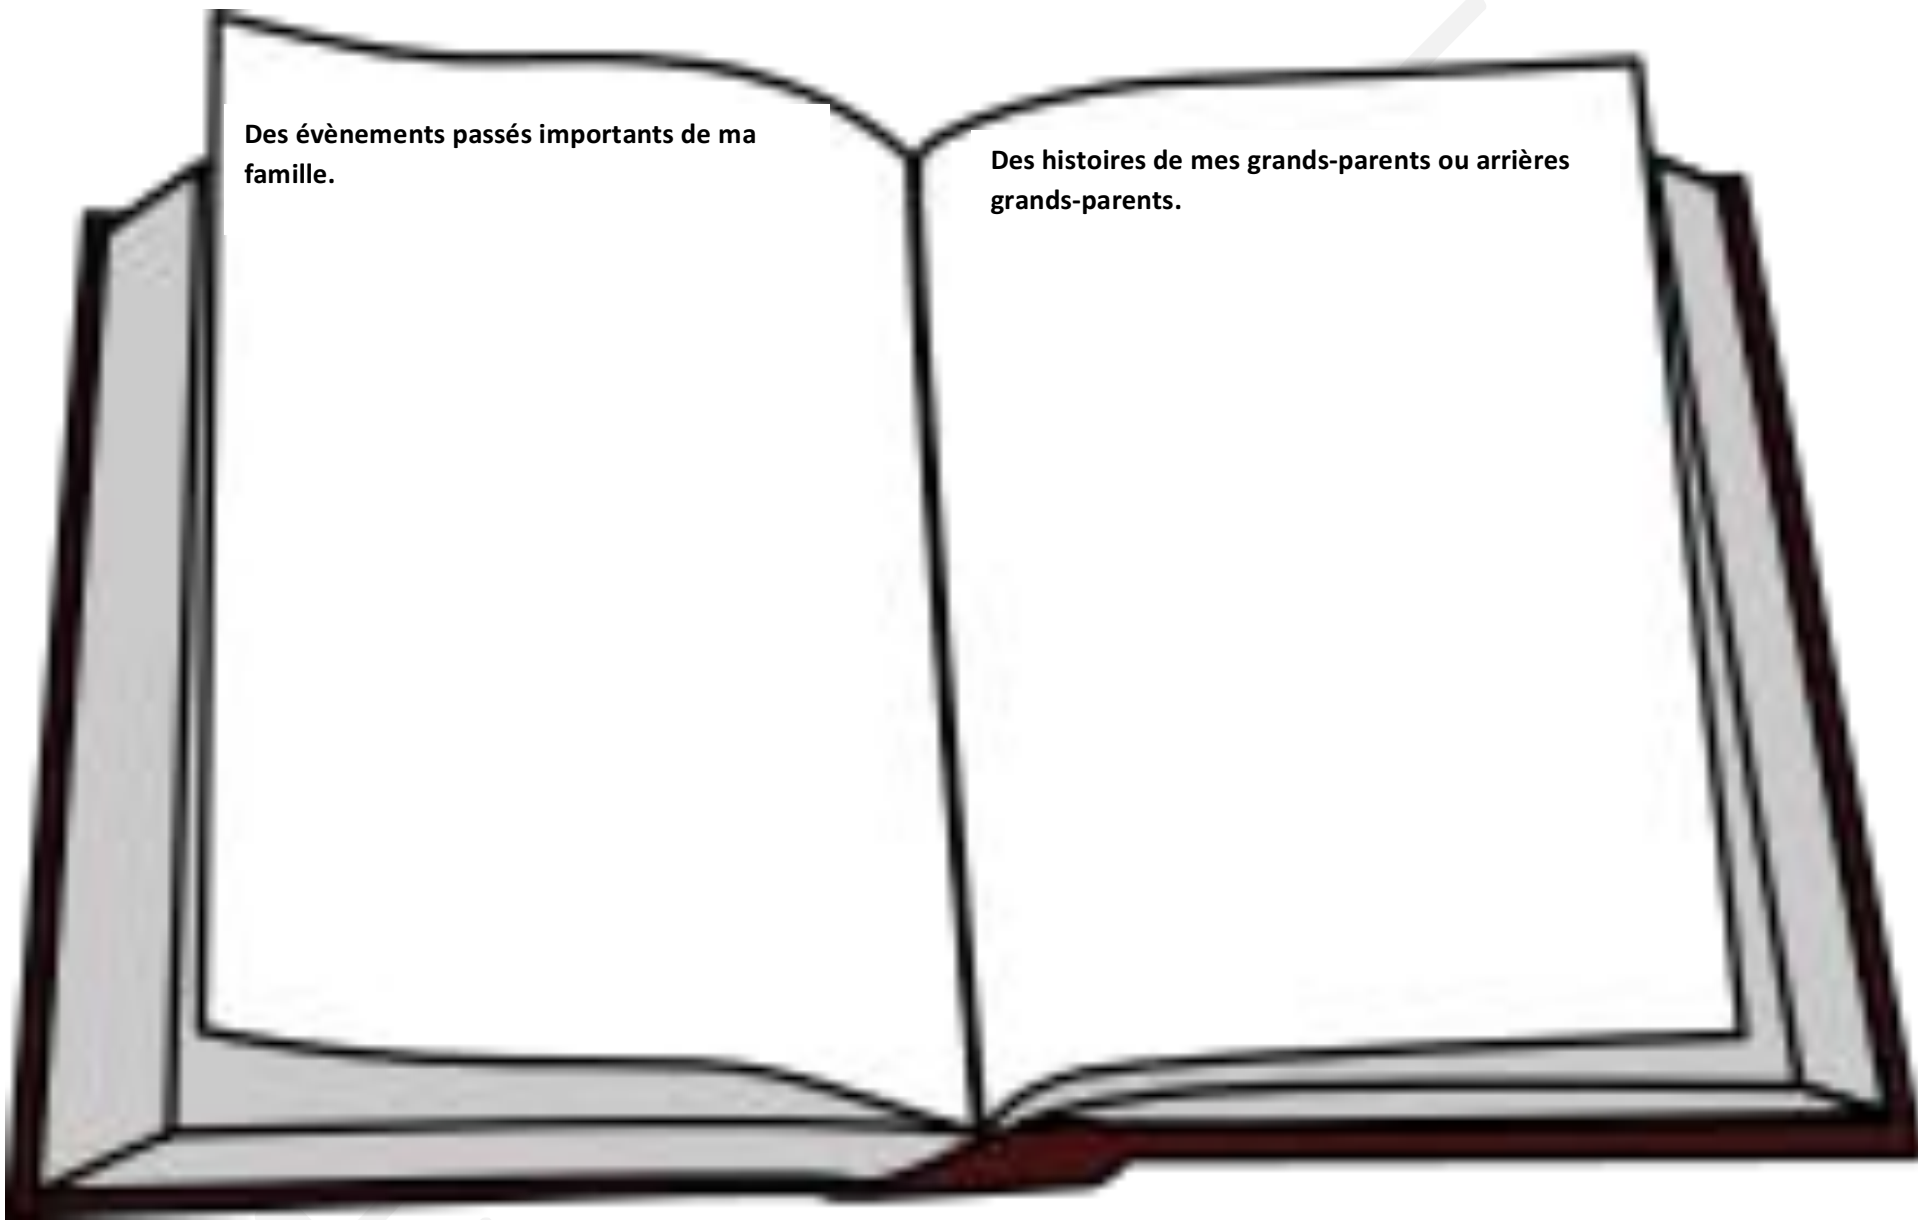 Des évènements passés importants de ma
famille.
Des histoires de mes grands-parents ou arrières
grands-parents.